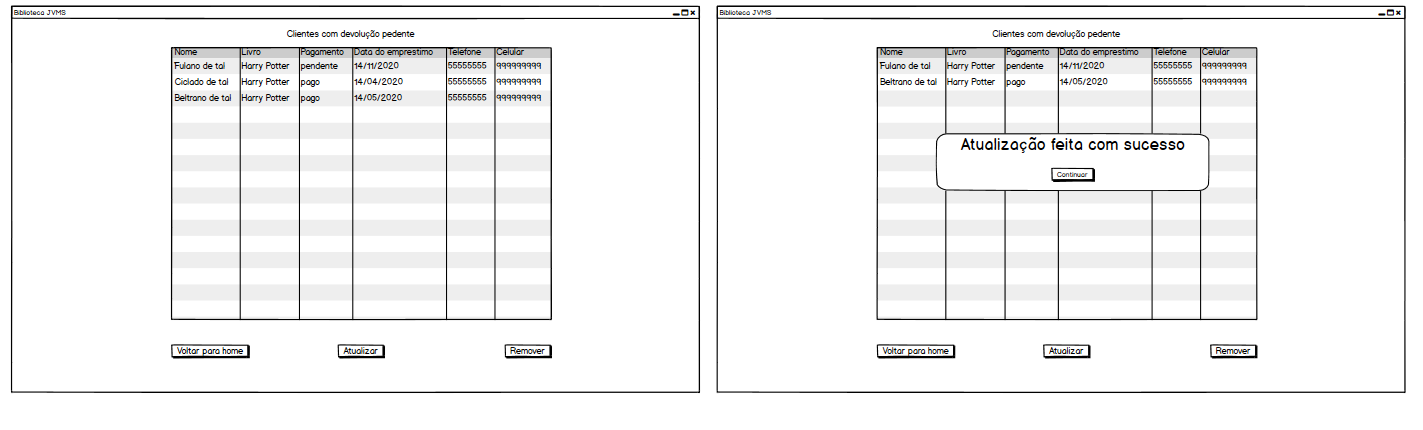 Biblioteca JVMS
Clientes com devolução pedente
Nome Livro Pagamento Data do emprestimo Telefone Celular
Fulano de tal Harry Potter pendente 14/11/2020 55555555 999999999
Ciclado de tal Harry Potter pago 14/04/2020 55555555 999999999
Beltrano de tal Harry Potter pago 14/05/2020 55555555 999999999
Voltar para home Atualizar Remover
Biblioteca JVMS
Clientes com devolução pedente
Nome Livro Pagamento Data do emprestimo Telefone Celular
Fulano de tal Harry Potter pendente 14/11/2020 55555555 999999999
Beltrano de tal Harry Potter pago 14/05/2020 55555555 999999999
Atualização feita com sucesso
Continuar
Voltar para home Atualizar Remover